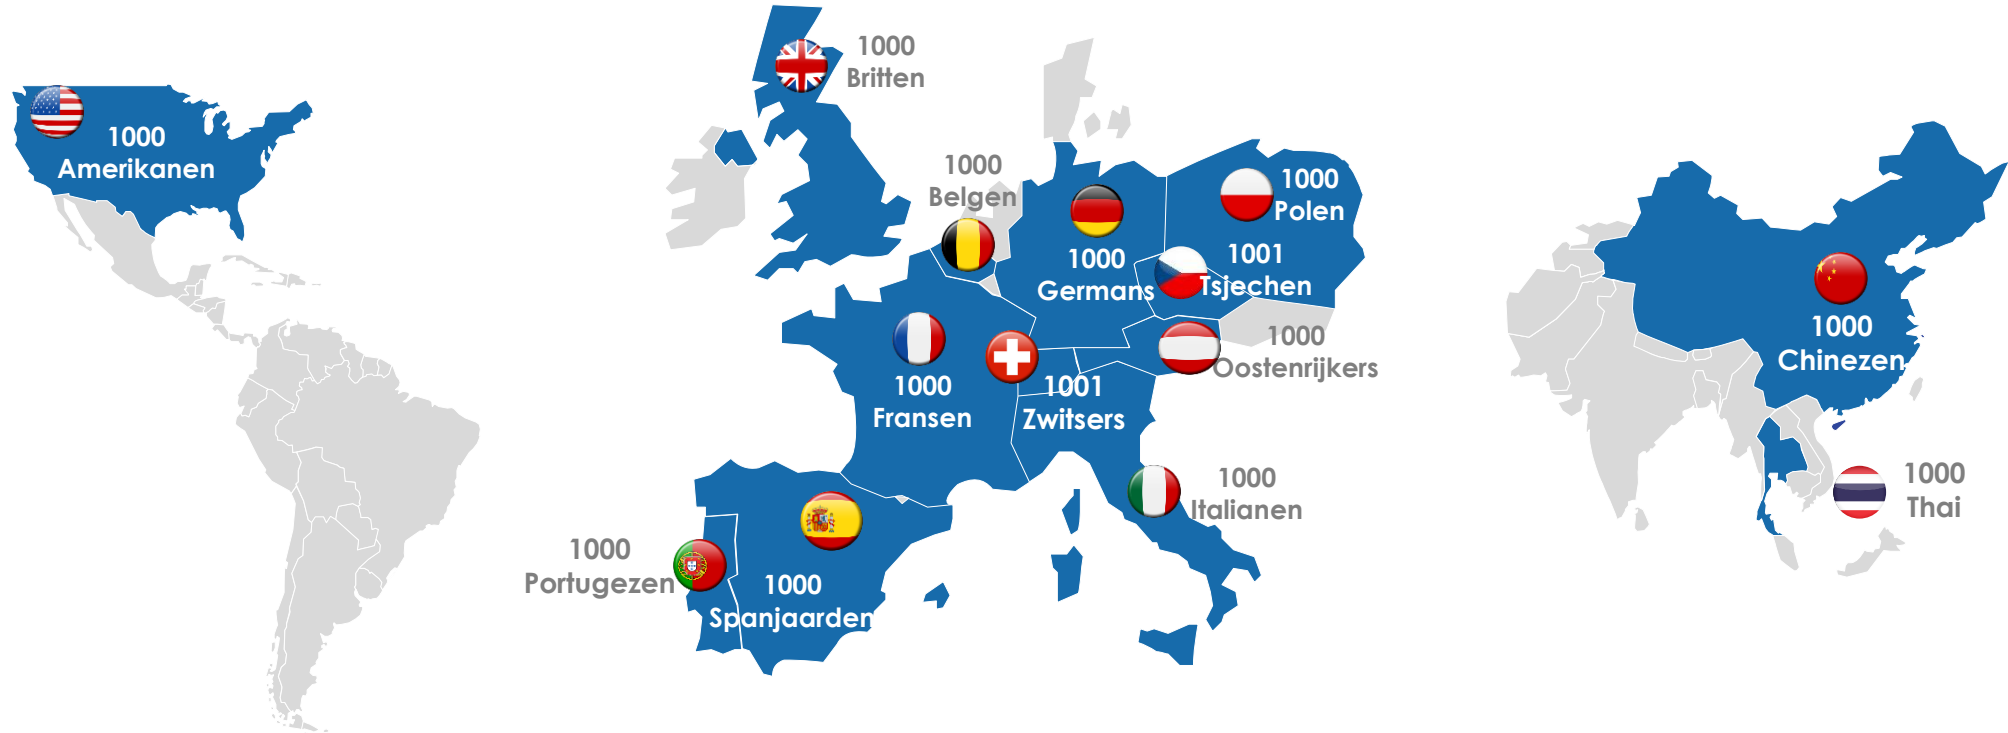 1000
Amerikanen
1000
Britten
1000
Belgen
1000
Germans
1000
Polen
1001
Tsjechen
1000
Oostenrijkers
1000
Fransen
1001
Zwitsers
1000
Italianen
1000
Portugezen
1000
Spanjaarden
1000
Chinezen
1000
Thai